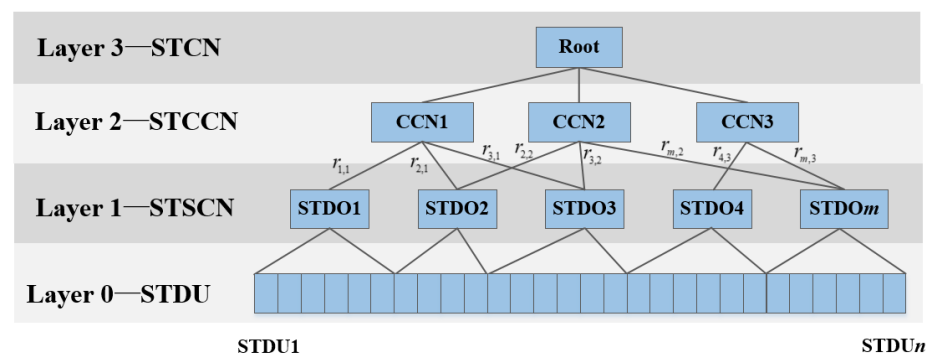 Layer 3—STCN
Root
Layer 2—STCCN
CCN1 CCN2 CCN3
r1,1 r2,1 r3,1 r2,2 r3,2 rm,2 r4,3 rm,3
Layer 1—STSCN
STDO1 STDO2 STDO3 STDO4 STDOm
Layer 0—STDU
STDU1 STDUn